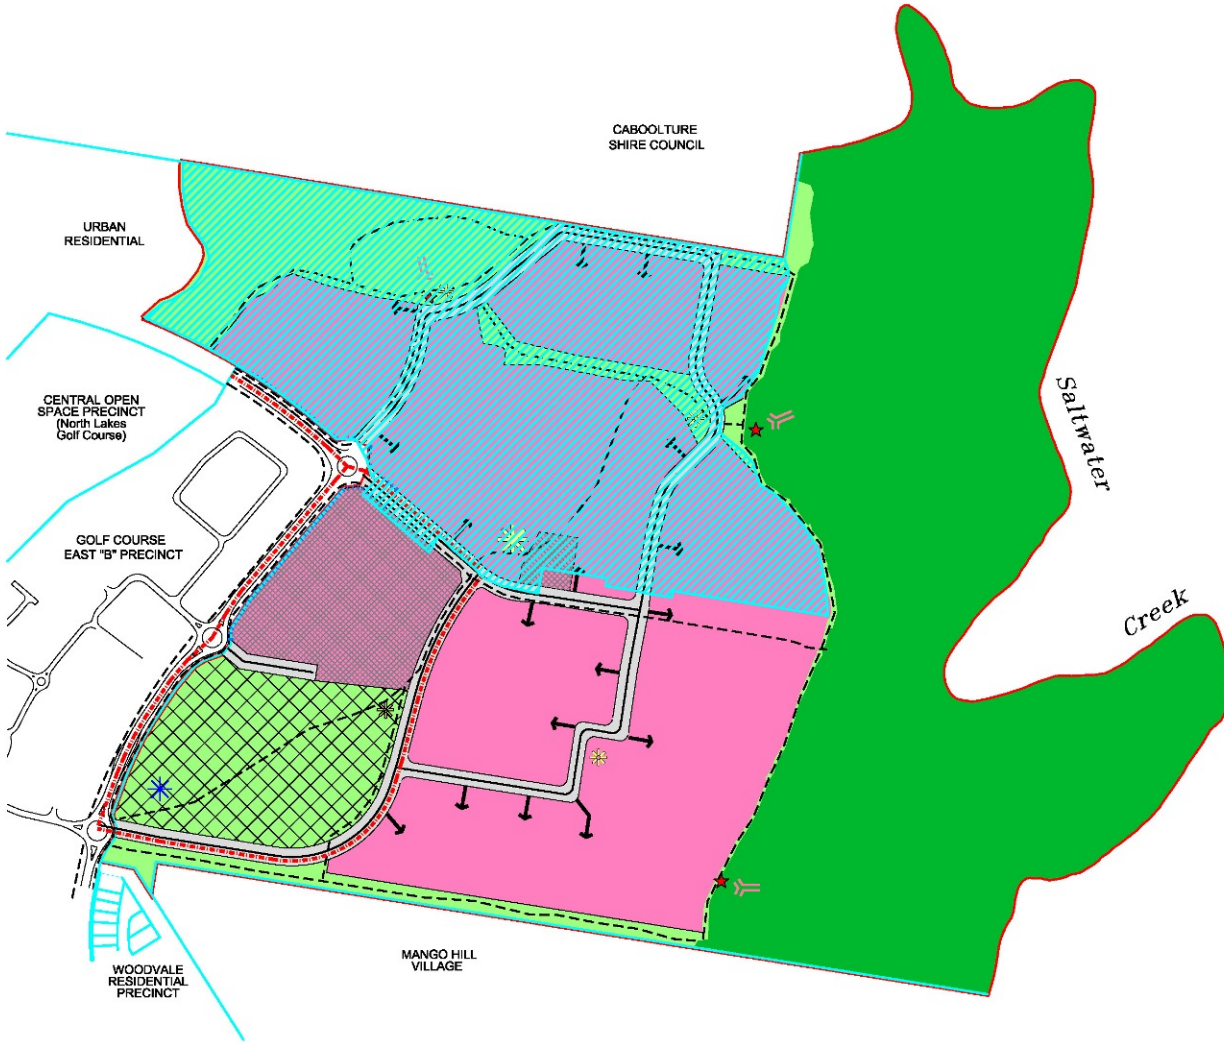 CABOOLTURE
SHIRE COUNCIL
URBAN
RESIDENTIAL
CENTRAL OPEN
SPACE PRECINCT
(North Lakes
Golf Course)
Saltwater
GOLF COURSE
EAST "B" PRECINCT
Creek
MANGO HILL
VILLAGE
WOODVALE
RESIDENTIAL
PRECINCT